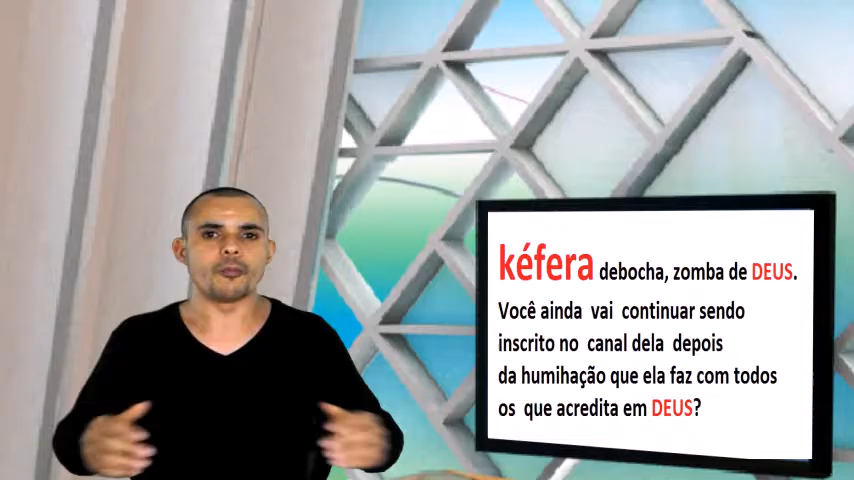 kéfera debocha, zomba de DEUS.
Você ainda vai continuar sendo
inscrito no canal dela depois
da humihação que ela faz com todos
os que acredita em DEUS?